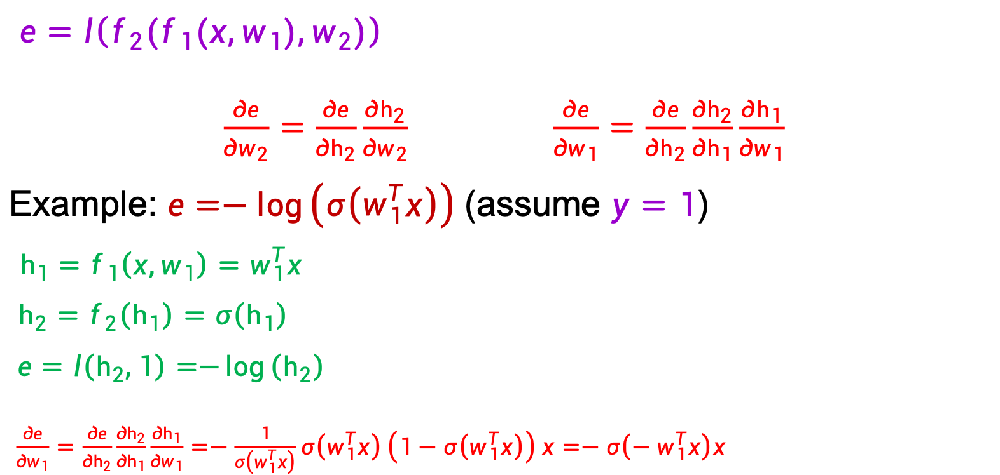 e = l(f₂(f₁(x, w₁), w₂))
∂e/∂w₂ = ∂e/∂h₂ ∂h₂/∂w₂    ∂e/∂w₁ = ∂e/∂h₂ ∂h₂/∂h₁ ∂h₁/∂w₁
Example: e = − log (σ(w₁ᵀx)) (assume y = 1)
h₁ = f₁(x, w₁) = w₁ᵀx
h₂ = f₂(h₁) = σ(h₁)
e = l(h₂, 1) = − log (h₂)
∂e/∂w₁ = ∂e/∂h₂ ∂h₂/∂h₁ ∂h₁/∂w₁ = − 1/σ(w₁ᵀx) σ(w₁ᵀx) (1 − σ(w₁ᵀx)) x = − σ(− w₁ᵀx)x